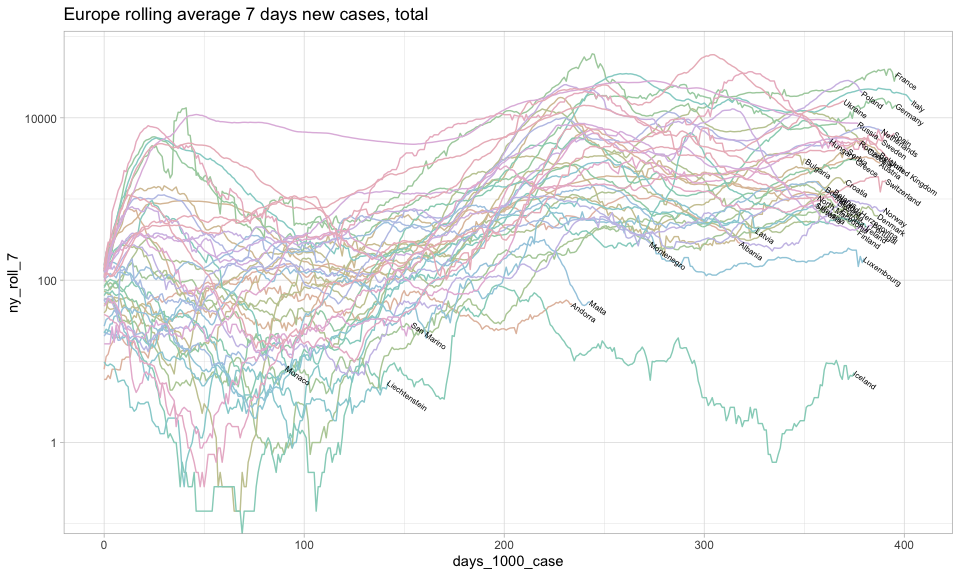 Europe rolling average 7 days new cases, total
ny_roll_7
10000
100
1
France
Italy
Germany
Poland
Ukraine
Russia
Netherlands
Spain
Sweden
Hungary
Greece
Austria
United Kingdom
Bulgaria
Croatia
Switzerland
Norway
Denmark
Finland
Latvia
Albania
Montenegro
Luxembourg
Malta
Andorra
San Marino
Monaco
Liechtenstein
Iceland
0
100
200
300
400
days_1000_case